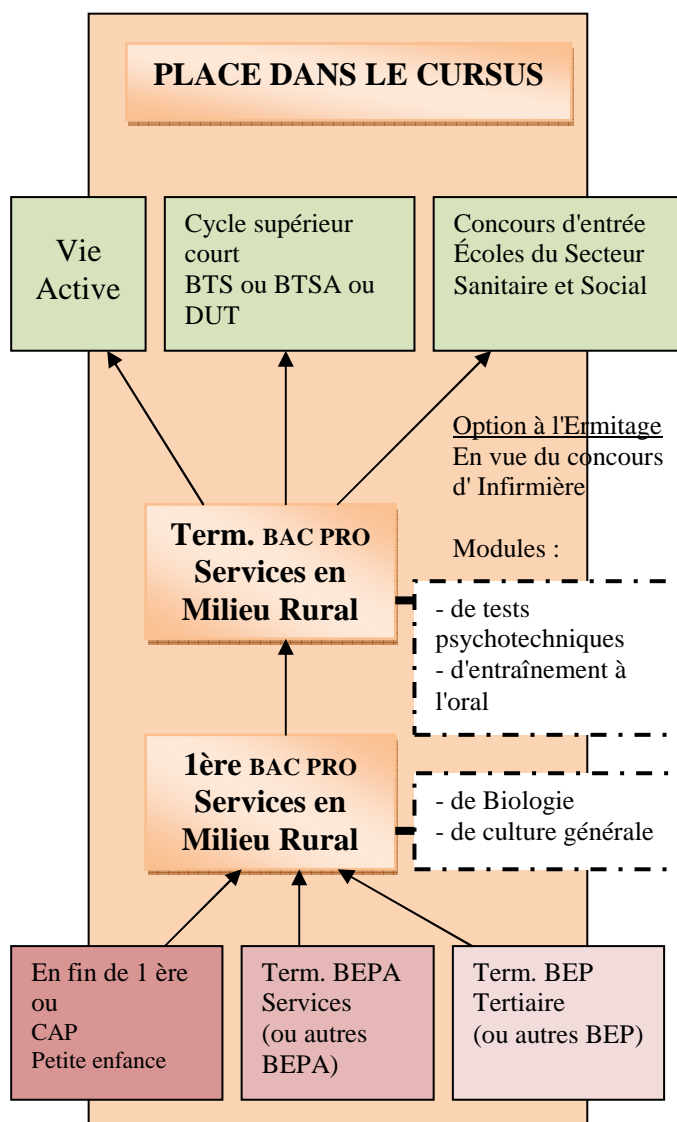 PLACE DANS LE CURSUS
Vie
Active
Cycle supérieur
court
BTS ou BTSA ou
DUT
Concours d'entrée
Écoles du Secteur
Sanitaire et Social
Option à l'Ermitage
En vue du concours
d' Infirmière
Modules :
Term. BAC PRO
Services en
Milieu Rural
- de tests
psychotechniques
- d'entraînement à
l'oral
1ère BAC PRO
Services en
Milieu Rural
- de Biologie
- de culture générale
En fin de 1 ère
ou
CAP
Petite enfance
Term. BEPA
Services
(ou autres
BEPA)
Term. BEP
Tertiaire
(ou autres BEP)